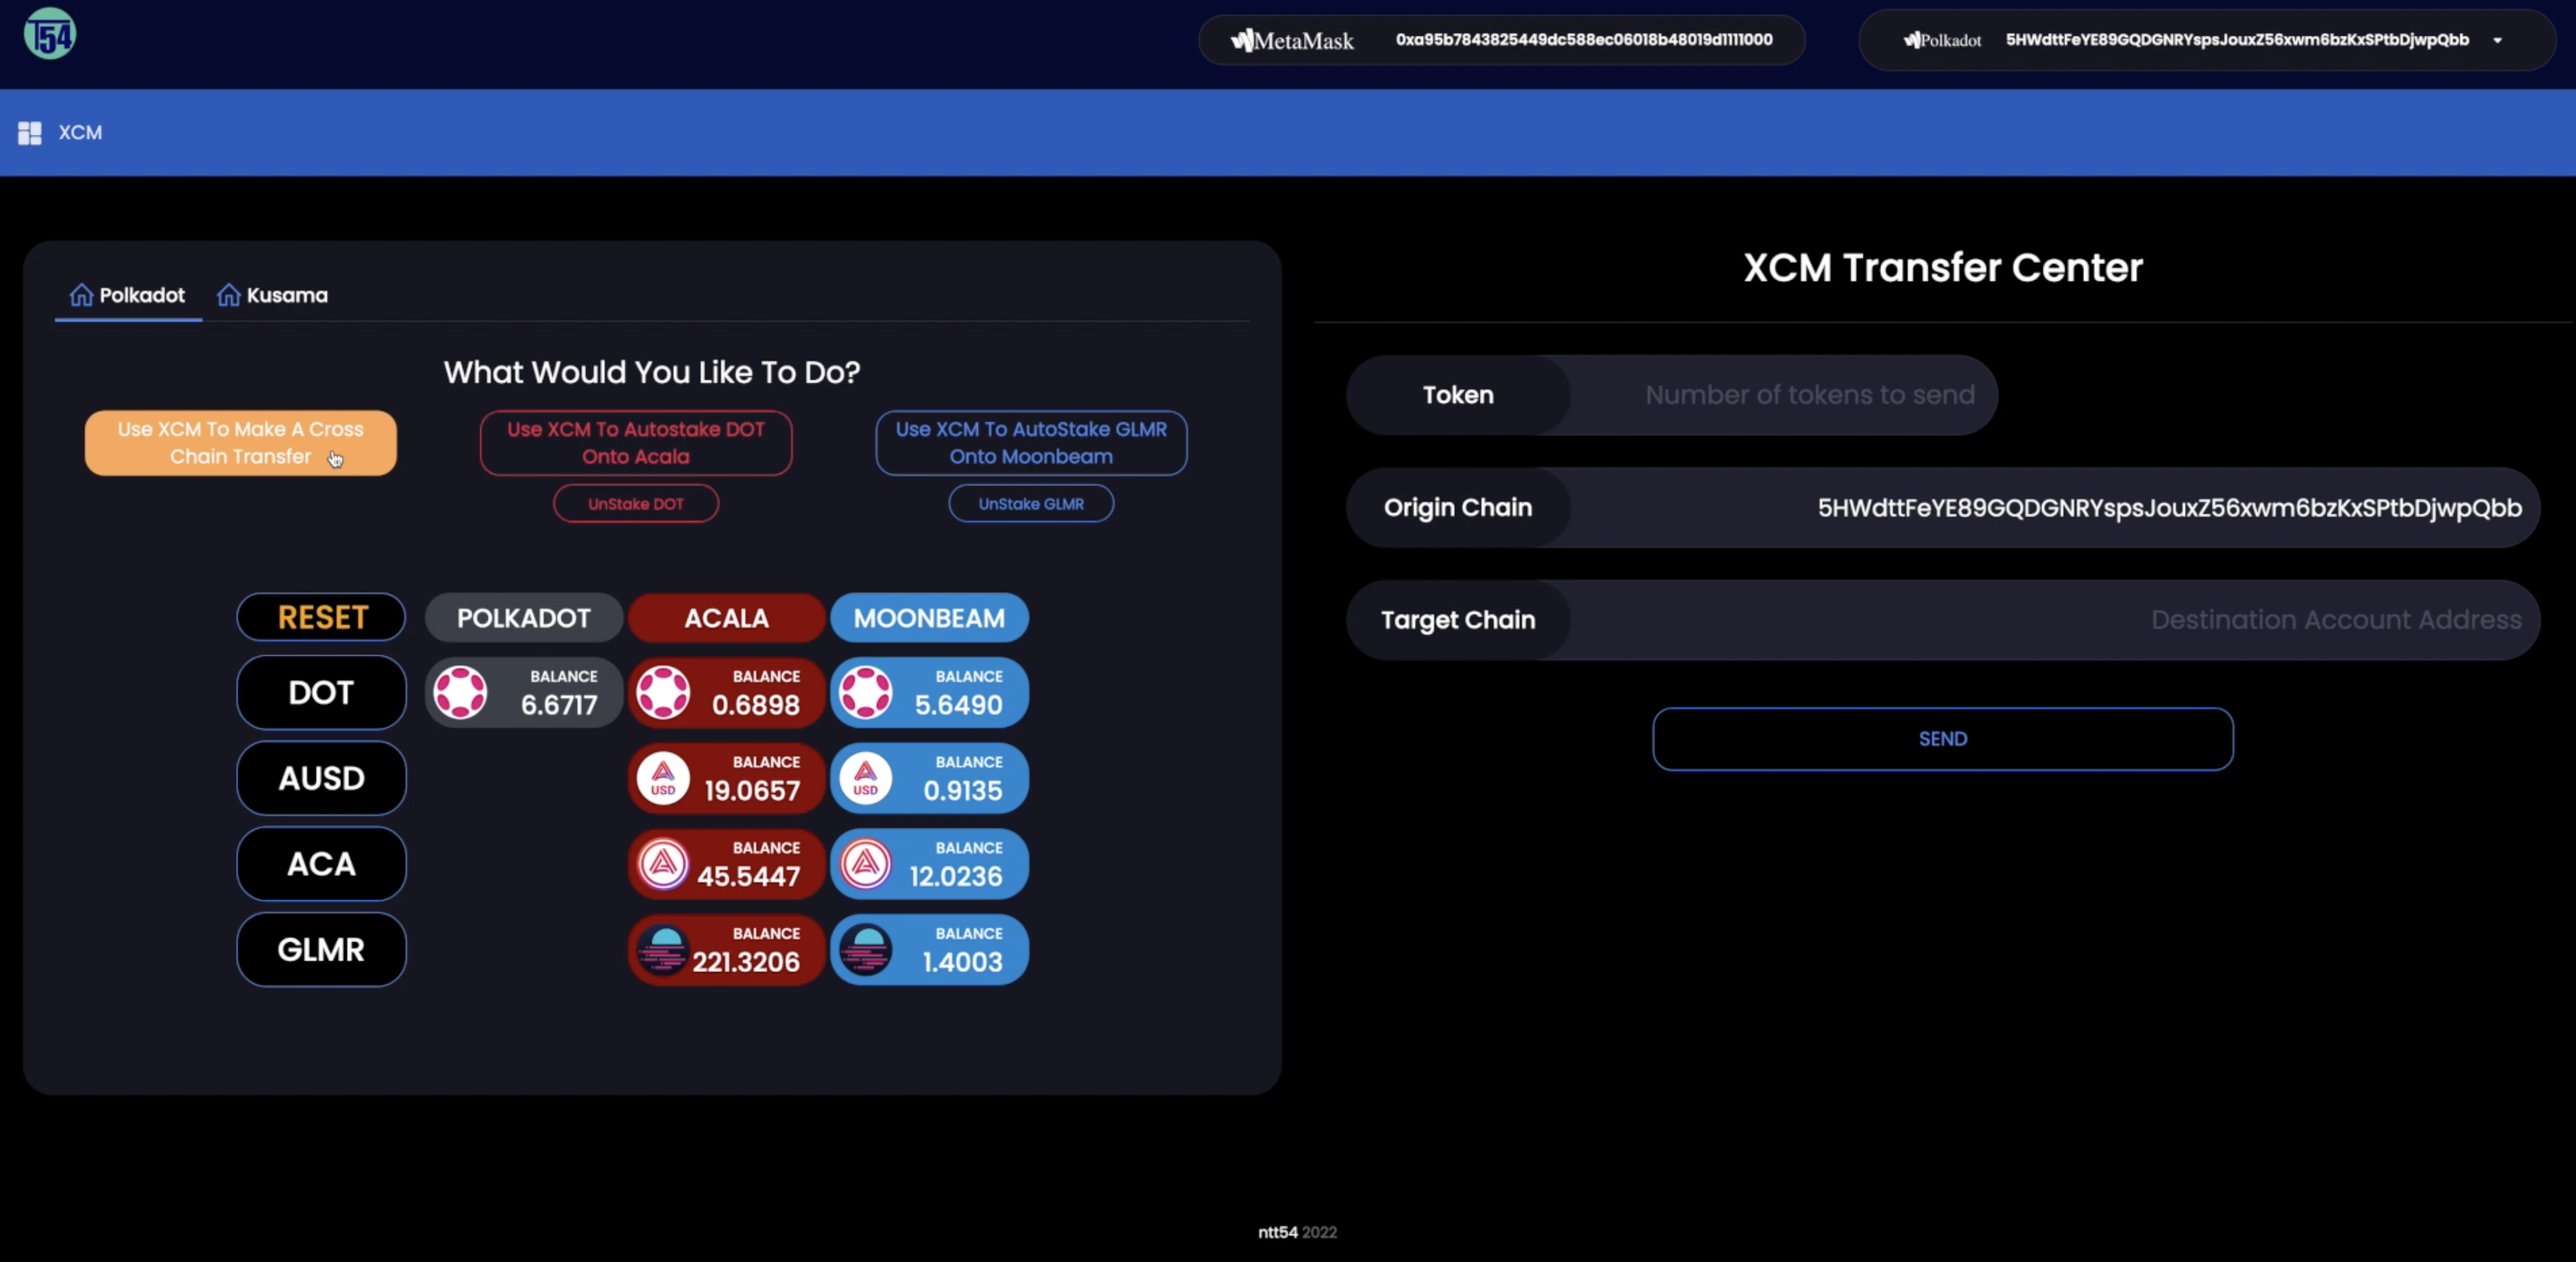 T54
MetaMask 0xa95b7843825449dc588ec06018b48019d1111000
Polkadot 5HWdttFeYE89GQDGNRYspsJouxZ56xwm6bzKxSPtbDjwpQbb
XCM
Polkadot Kusama
What Would You Like To Do?
Use XCM To Make A Cross
Chain Transfer
Use XCM To Autostake DOT
Onto Acala
UnStake DOT
Use XCM To AutoStake GLMR
Onto Moonbeam
UnStake GLMR
RESET POLKADOT ACALA MOONBEAM
DOT
BALANCE
6.6717
BALANCE
0.6898
BALANCE
5.6490
AUSD
USD
BALANCE
19.0657
USD
BALANCE
0.9135
ACA
BALANCE
45.5447
BALANCE
12.0236
GLMR
BALANCE
221.3206
BALANCE
1.4003
XCM Transfer Center
Token Number of tokens to send
Origin Chain 5HWdttFeYE89GQDGNRYspsJouxZ56xwm6bzKxSPtbDjwpQbb
Target Chain Destination Account Address
SEND
ntt54 2022